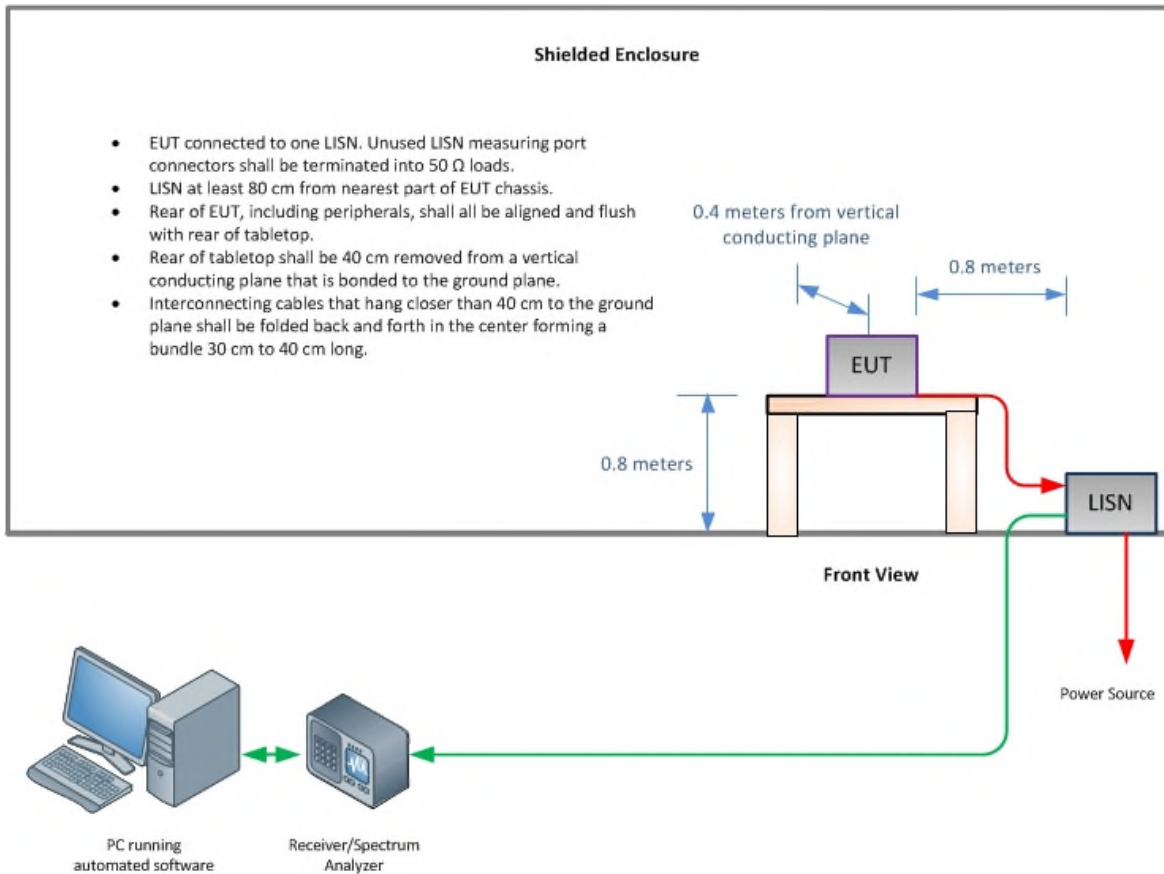 Shielded Enclosure
• EUT connected to one LISN. Unused LISN measuring port
connectors shall be terminated into 50 Ω loads.
• LISN at least 80 cm from nearest part of EUT chassis.
• Rear of EUT, including peripherals, shall all be aligned and flush
with rear of tabletop.
• Rear of tabletop shall be 40 cm removed from a vertical
conducting plane that is bonded to the ground plane.
• Interconnecting cables that hang closer than 40 cm to the ground
plane shall be folded back and forth in the center forming a
bundle 30 cm to 40 cm long.
0.4 meters from vertical
conducting plane
0.8 meters
EUT
0.8 meters
LISN
Front View
Power Source
PC running
automated software
Receiver/Spectrum
Analyzer